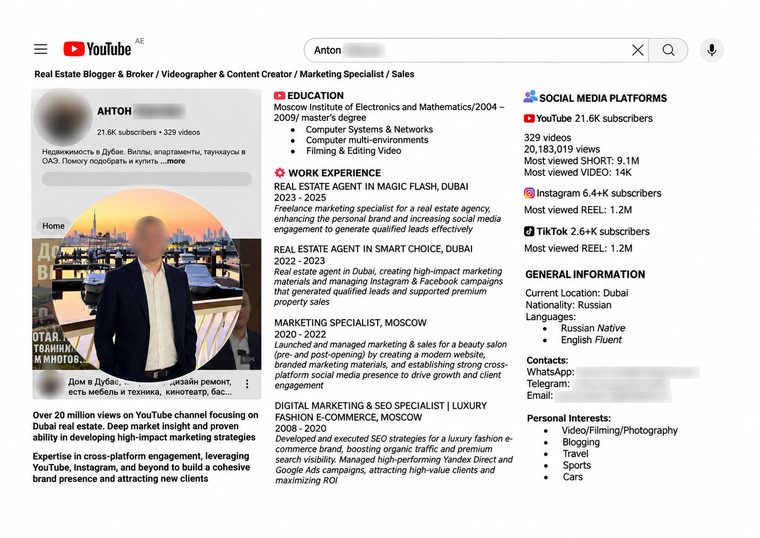 YouTube AE
Anton
Real Estate Blogger & Broker / Videographer & Content Creator / Marketing Specialist / Sales
АНТОН
21.6K subscribers • 329 videos
Недвижимость в Дубае. Виллы, апартаменты, таунхаусы в
ОАЭ. Помогу подобрать и купить ...more
Home
До
В
ОТАЯ.
МНОГОВ...
Дом в Дубае, дизайн ремонт,
есть мебель и техника, кинотеатр, бас...
Over 20 million views on YouTube channel focusing on
Dubai real estate. Deep market insight and proven
ability in developing high-impact marketing strategies
Expertise in cross-platform engagement, leveraging
YouTube, Instagram, and beyond to build a cohesive
brand presence and attracting new clients
EDUCATION
Moscow Institute of Electronics and Mathematics/2004 –
2009/ master's degree
• Computer Systems & Networks
• Computer multi-environments
• Filming & Editing Video
WORK EXPERIENCE
REAL ESTATE AGENT IN MAGIC FLASH, DUBAI
2023 - 2025
Freelance marketing specialist for a real estate agency,
enhancing the personal brand and increasing social media
engagement to generate qualified leads effectively
REAL ESTATE AGENT IN SMART CHOICE, DUBAI
2022 - 2023
Real estate agent in Dubai, creating high-impact marketing
materials and managing Instagram & Facebook campaigns
that generated qualified leads and supported premium
property sales
MARKETING SPECIALIST, MOSCOW
2020 - 2022
Launched and managed marketing & sales for a beauty salon
(pre- and post-opening) by creating a modern website,
branded marketing materials, and establishing strong cross-
platform social media presence to drive growth and client
engagement
DIGITAL MARKETING & SEO SPECIALIST | LUXURY
FASHION E-COMMERCE, MOSCOW
2008 - 2020
Developed and executed SEO strategies for a luxury fashion e-
commerce brand, boosting organic traffic and premium
search visibility. Managed high-performing Yandex Direct and
Google Ads campaigns, attracting high-value clients and
maximizing ROI
SOCIAL MEDIA PLATFORMS
YouTube 21.6K subscribers
329 videos
20,183,019 views
Most viewed SHORT: 9.1M
Most viewed VIDEO: 14K
Instagram 6.4+K subscribers
Most viewed REEL: 1.2M
TikTok 2.6+K subscribers
Most viewed REEL: 1.2M
GENERAL INFORMATION
Current Location: Dubai
Nationality: Russian
Languages:
• Russian Native
• English Fluent
Contacts:
WhatsApp:
Telegram:
Email:
Personal Interests:
• Video/Filming/Photography
• Blogging
• Travel
• Sports
• Cars